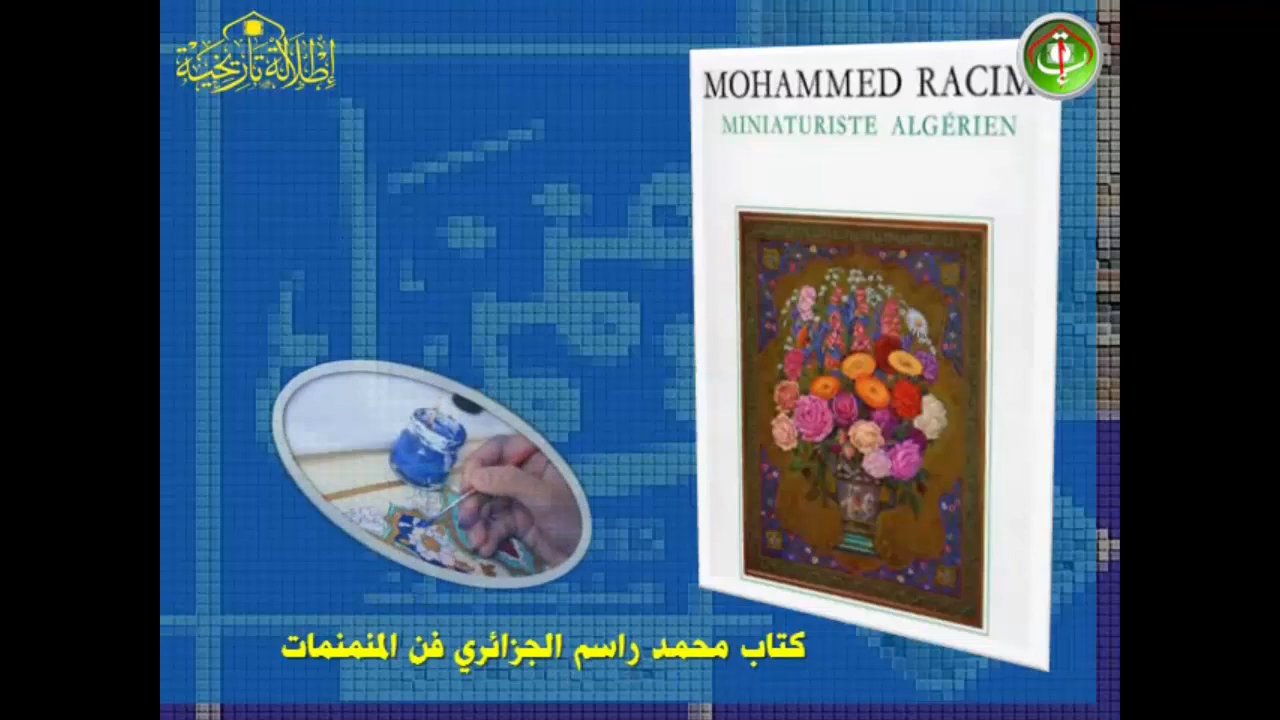 إطلالة تاريخية
MOHAMMED RACIM
MINIATURISTE ALGÉRIEN
كتاب محمد راسم الجزائري فن المنمنمات